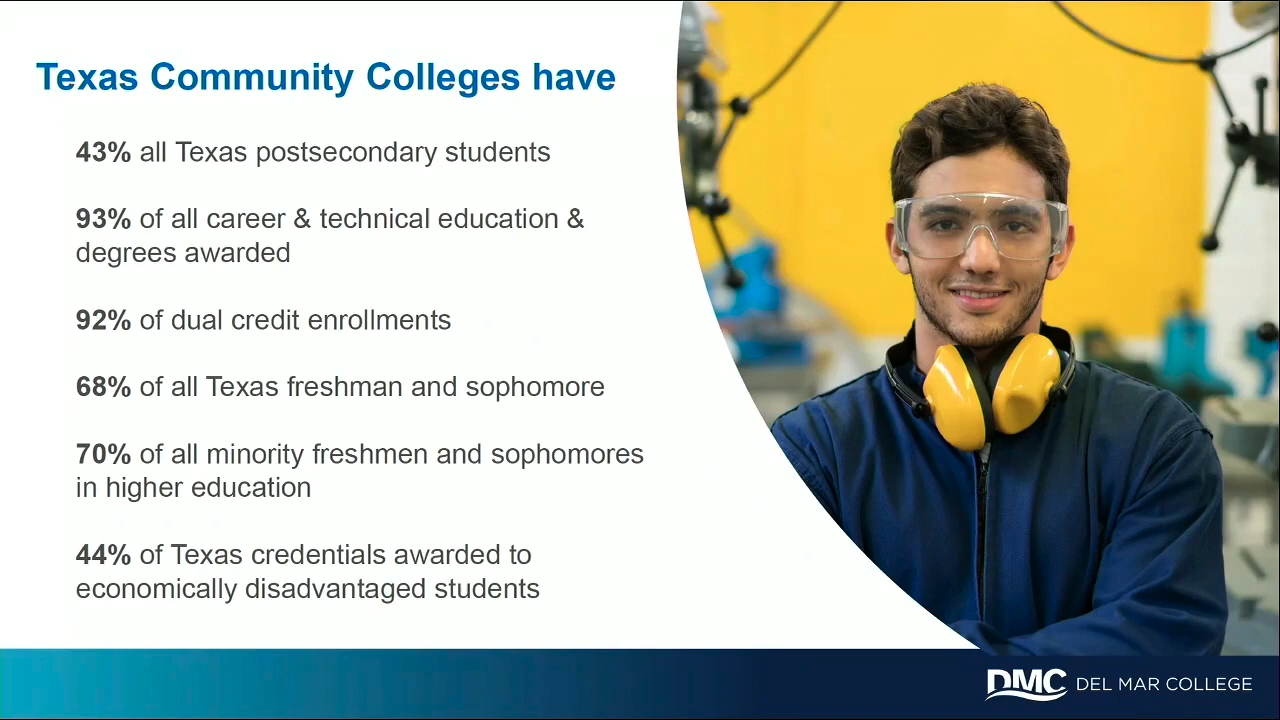 Texas Community Colleges have
43% all Texas postsecondary students
93% of all career & technical education &
degrees awarded
92% of dual credit enrollments
68% of all Texas freshman and sophomore
70% of all minority freshmen and sophomores
in higher education
44% of Texas credentials awarded to
economically disadvantaged students
DMC DEL MAR COLLEGE